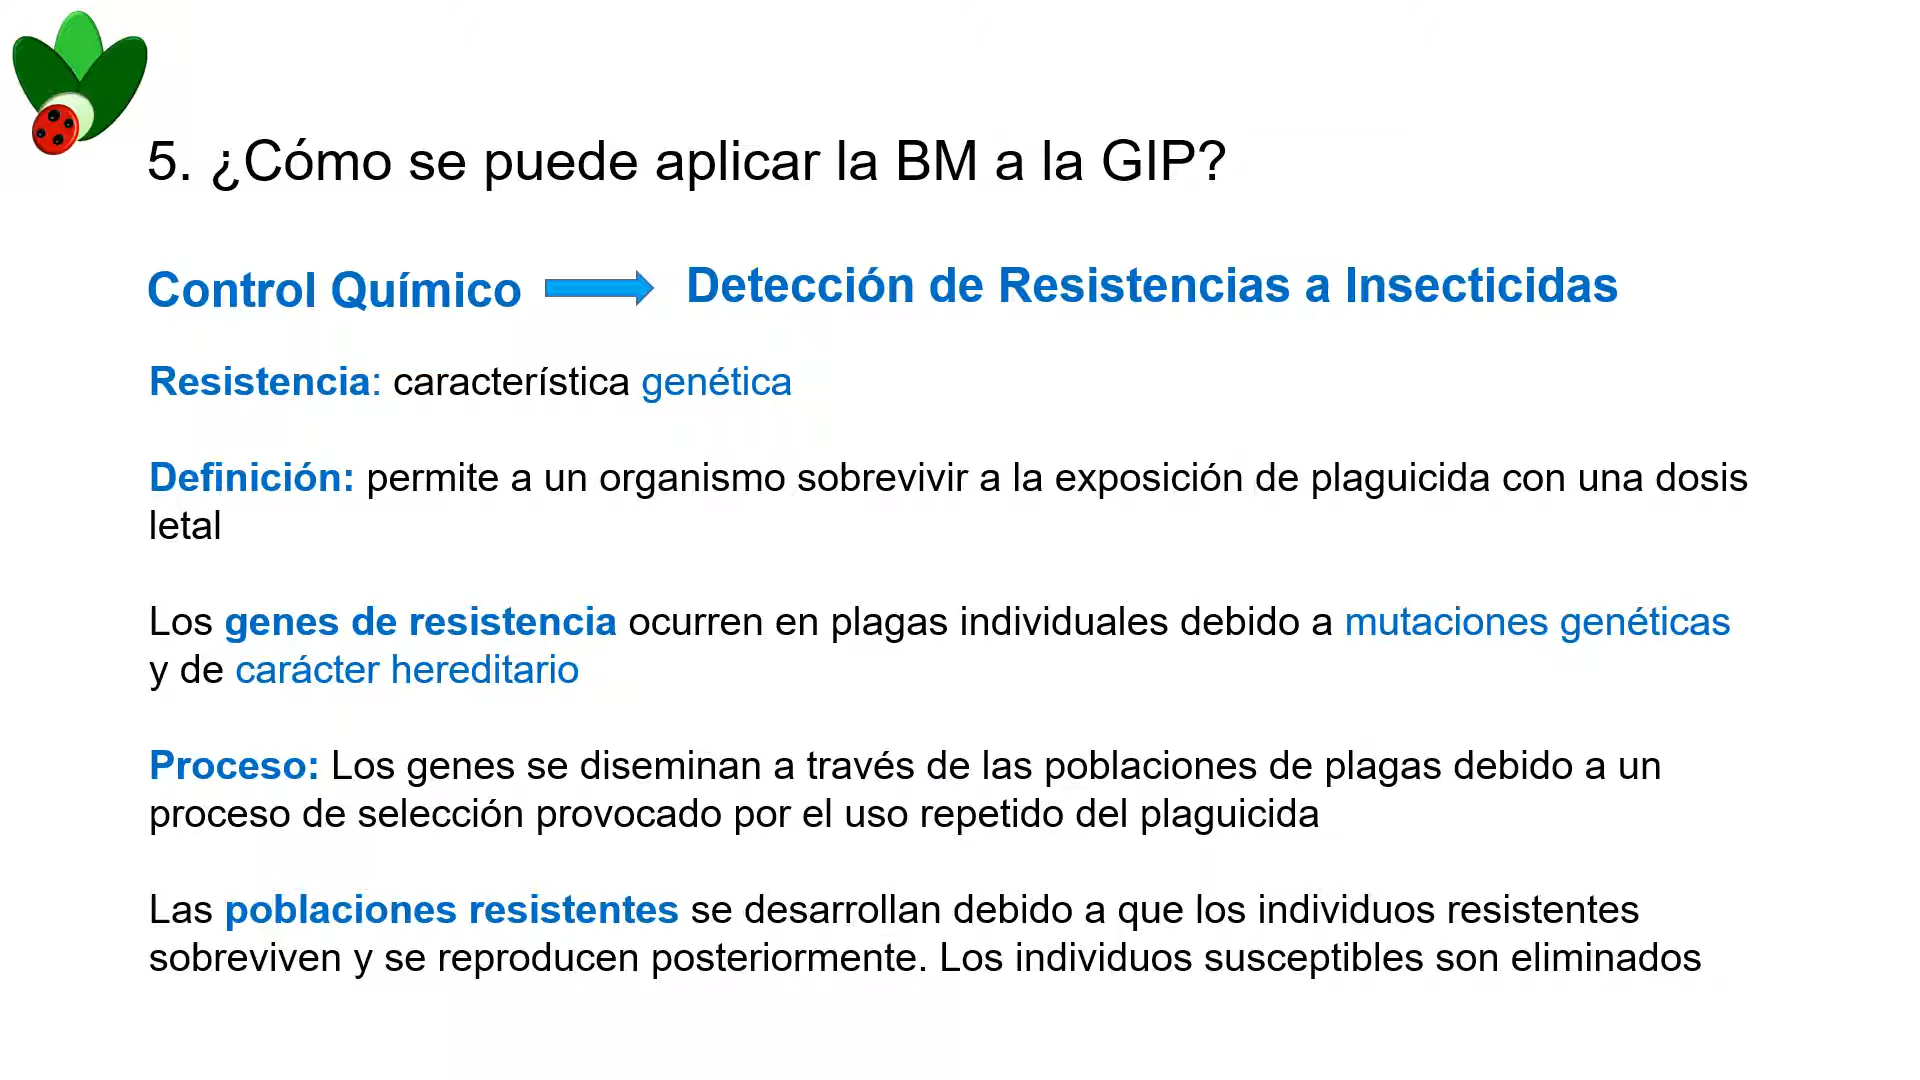 5. ¿Cómo se puede aplicar la BM a la GIP?
Control Químico
Detección de Resistencias a Insecticidas
Resistencia: característica genética
Definición: permite a un organismo sobrevivir a la exposición de plaguicida con una dosis
letal
Los genes de resistencia ocurren en plagas individuales debido a mutaciones genéticas
y de carácter hereditario
Proceso: Los genes se diseminan a través de las poblaciones de plagas debido a un
proceso de selección provocado por el uso repetido del plaguicida
Las poblaciones resistentes se desarrollan debido a que los individuos resistentes
sobreviven y se reproducen posteriormente. Los individuos susceptibles son eliminados